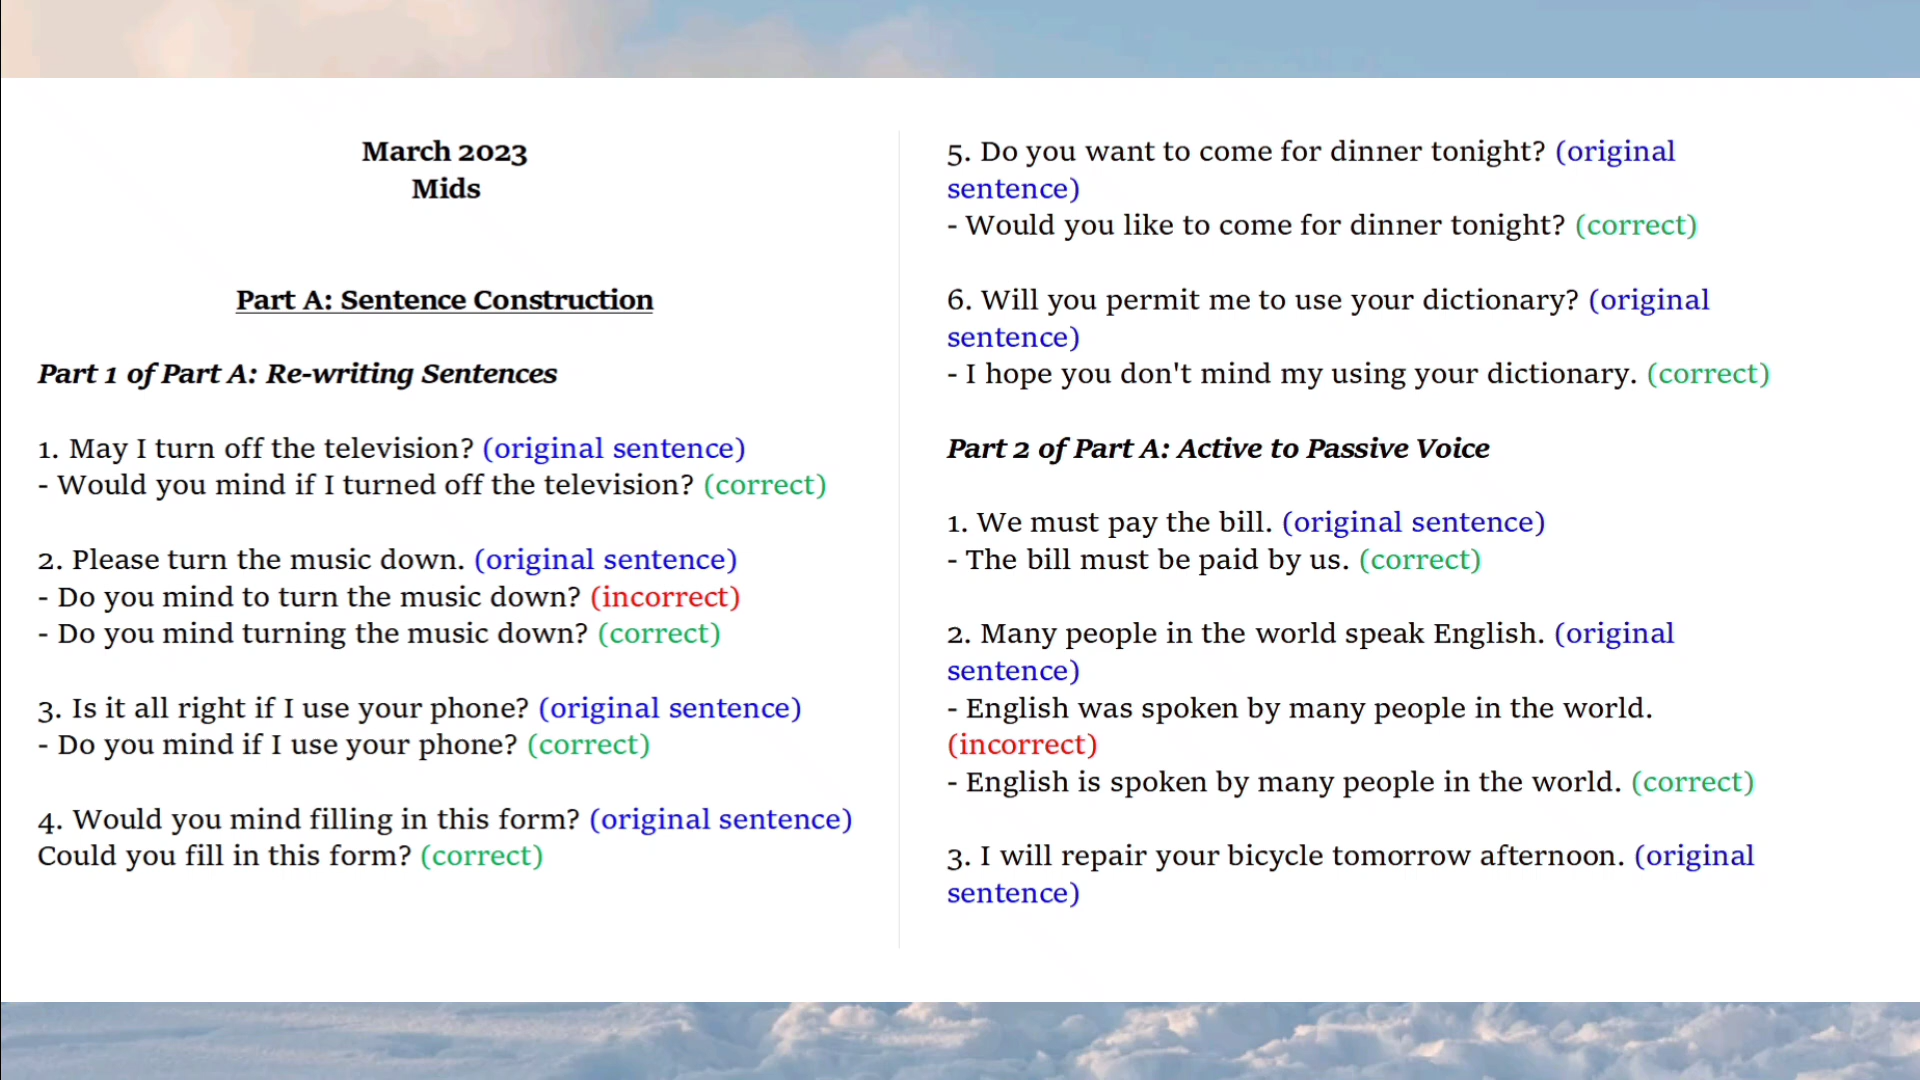 March 2023
Mids
Part A: Sentence Construction
Part 1 of Part A: Re-writing Sentences
1. May I turn off the television? (original sentence)
- Would you mind if I turned off the television? (correct)
2. Please turn the music down. (original sentence)
- Do you mind to turn the music down? (incorrect)
- Do you mind turning the music down? (correct)
3. Is it all right if I use your phone? (original sentence)
- Do you mind if I use your phone? (correct)
4. Would you mind filling in this form? (original sentence)
Could you fill in this form? (correct)
5. Do you want to come for dinner tonight? (original
sentence)
- Would you like to come for dinner tonight? (correct)
6. Will you permit me to use your dictionary? (original
sentence)
- I hope you don't mind my using your dictionary. (correct)
Part 2 of Part A: Active to Passive Voice
1. We must pay the bill. (original sentence)
- The bill must be paid by us. (correct)
2. Many people in the world speak English. (original
sentence)
- English was spoken by many people in the world.
(incorrect)
- English is spoken by many people in the world. (correct)
3. I will repair your bicycle tomorrow afternoon. (original
sentence)